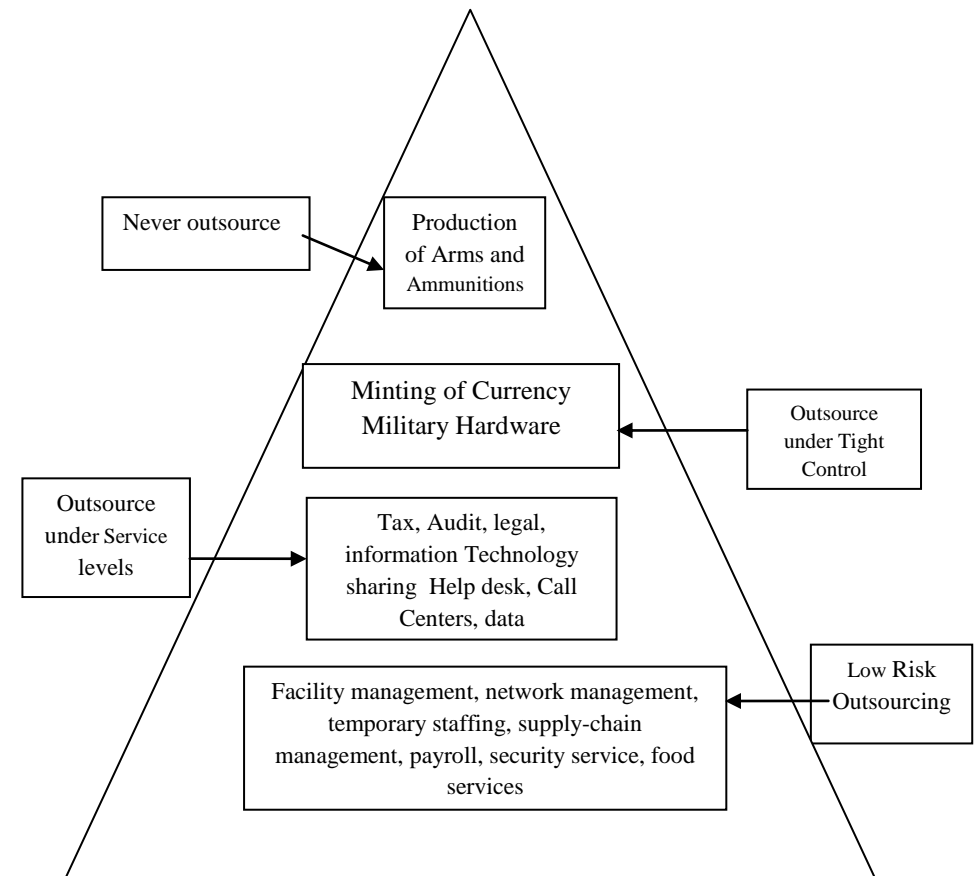 Never outsource
Production
of Arms and
Ammunitions
Minting of Currency
Military Hardware
Outsource
under Tight
Control
Outsource
under Service
levels
Tax, Audit, legal,
information Technology
sharing Help desk, Call
Centers, data
Low Risk
Outsourcing
Facility management, network management,
temporary staffing, supply-chain
management, payroll, security service, food
services